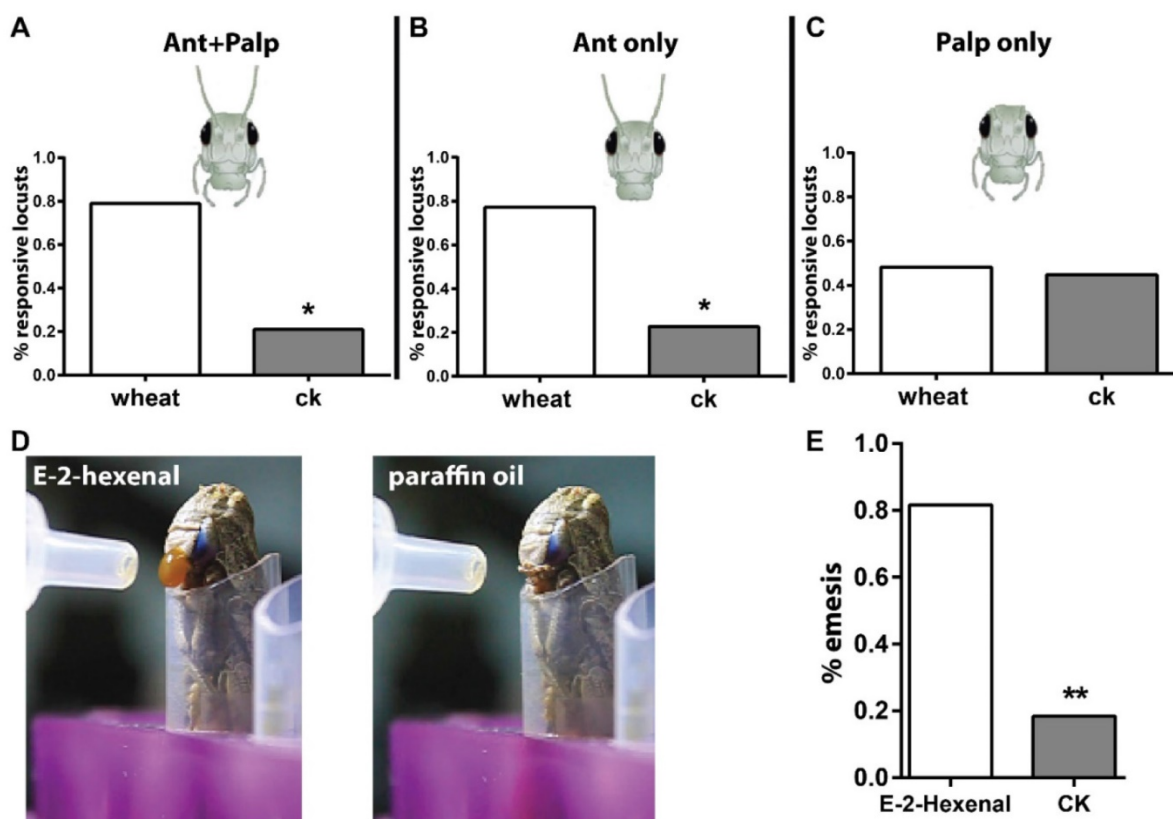 A
Ant+Palp
% responsive locusts
1.0
0.8
0.6
0.4
0.2
0.0
*
wheat
ck
B
Ant only
% responsive locusts
1.0
0.8
0.6
0.4
0.2
0.0
*
wheat
ck
C
Palp only
% responsive locusts
1.0
0.8
0.6
0.4
0.2
0.0
wheat
ck
D
E-2-hexenal
paraffin oil
E
% emesis
1.0
0.8
0.6
0.4
0.2
0.0
**
E-2-Hexenal
CK